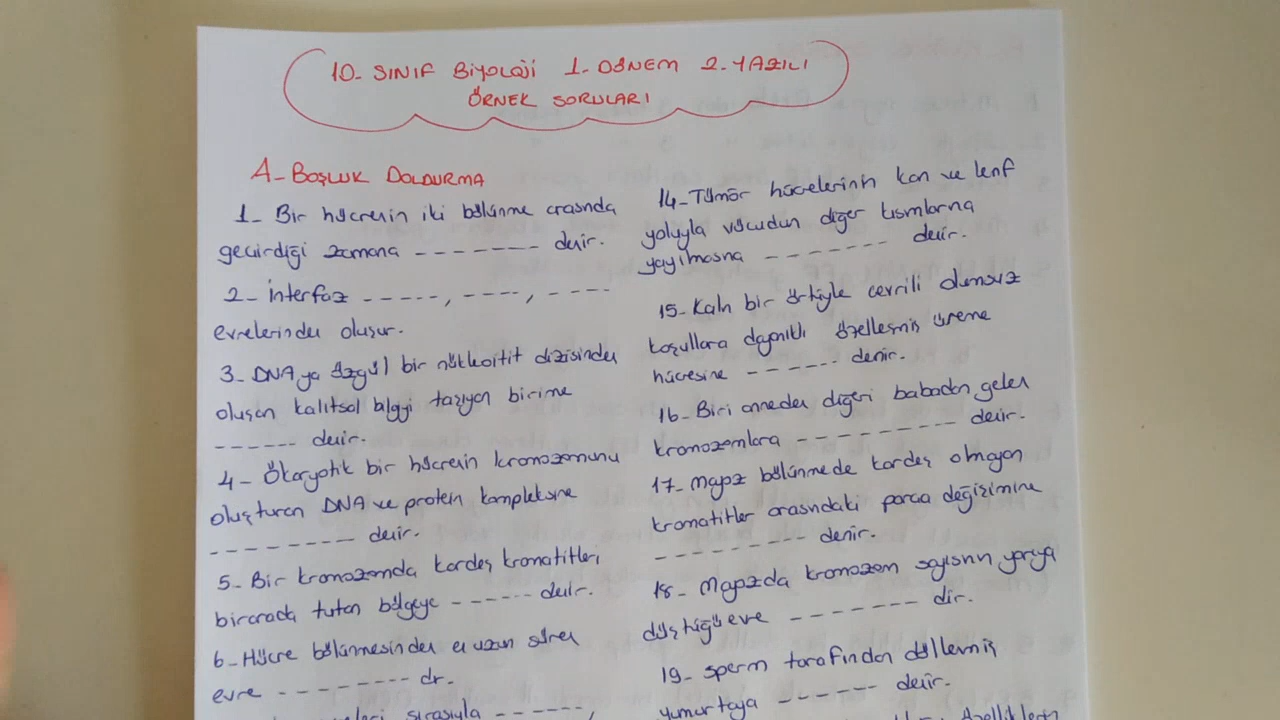 10- SINIF BİYOLOJİ 1-DÖNEM 2-YAZILI
ÖRNEK SORULARI
A-BOŞLUK DOLDURMA
1- Bir hücrenin iki bölünme arasında
geçirdiği zamana ------- denir.
2- İnterfaz -----, ----, ----
evrelerinden oluşur.
3- DNA ya özgül bir nükleotit dizisinden
oluşan kalıtsal bilgi taşıyan birime
------ denir.
4- Ökaryotik bir hücrenin kromozomunu
oluşturan DNA ve protein kompleksine
--------- denir.
5- Bir kromozomda kardeş kromatitleri
birarada tutan bölgeye ------ denir.
6- Hücre bölünmesinden en uzun süren
evre -------- dır.
sırasıyla ------,
14- Tümör hücrelerinin kan ve lenf
yoluyla vücudun diğer kısımlarına
yayılmasına ------- denir.
15- Kalın bir örtüyle çevrili olumsuz
koşullara dayanıklı özelleşmiş üreme
hücresine ------ denir.
16- Biri anneden diğeri babadan gelen
kromozomlara --------- denir.
17- Mayoz bölünmede kardeş olmayan
kromatitler arasındaki parça değişimine
--------- denir.
18- Mayozda kromozom sayısının yarıya
düştüğü evre ------- dir.
19- Sperm tarafından döllenmiş
yumurtaya ------ denir.